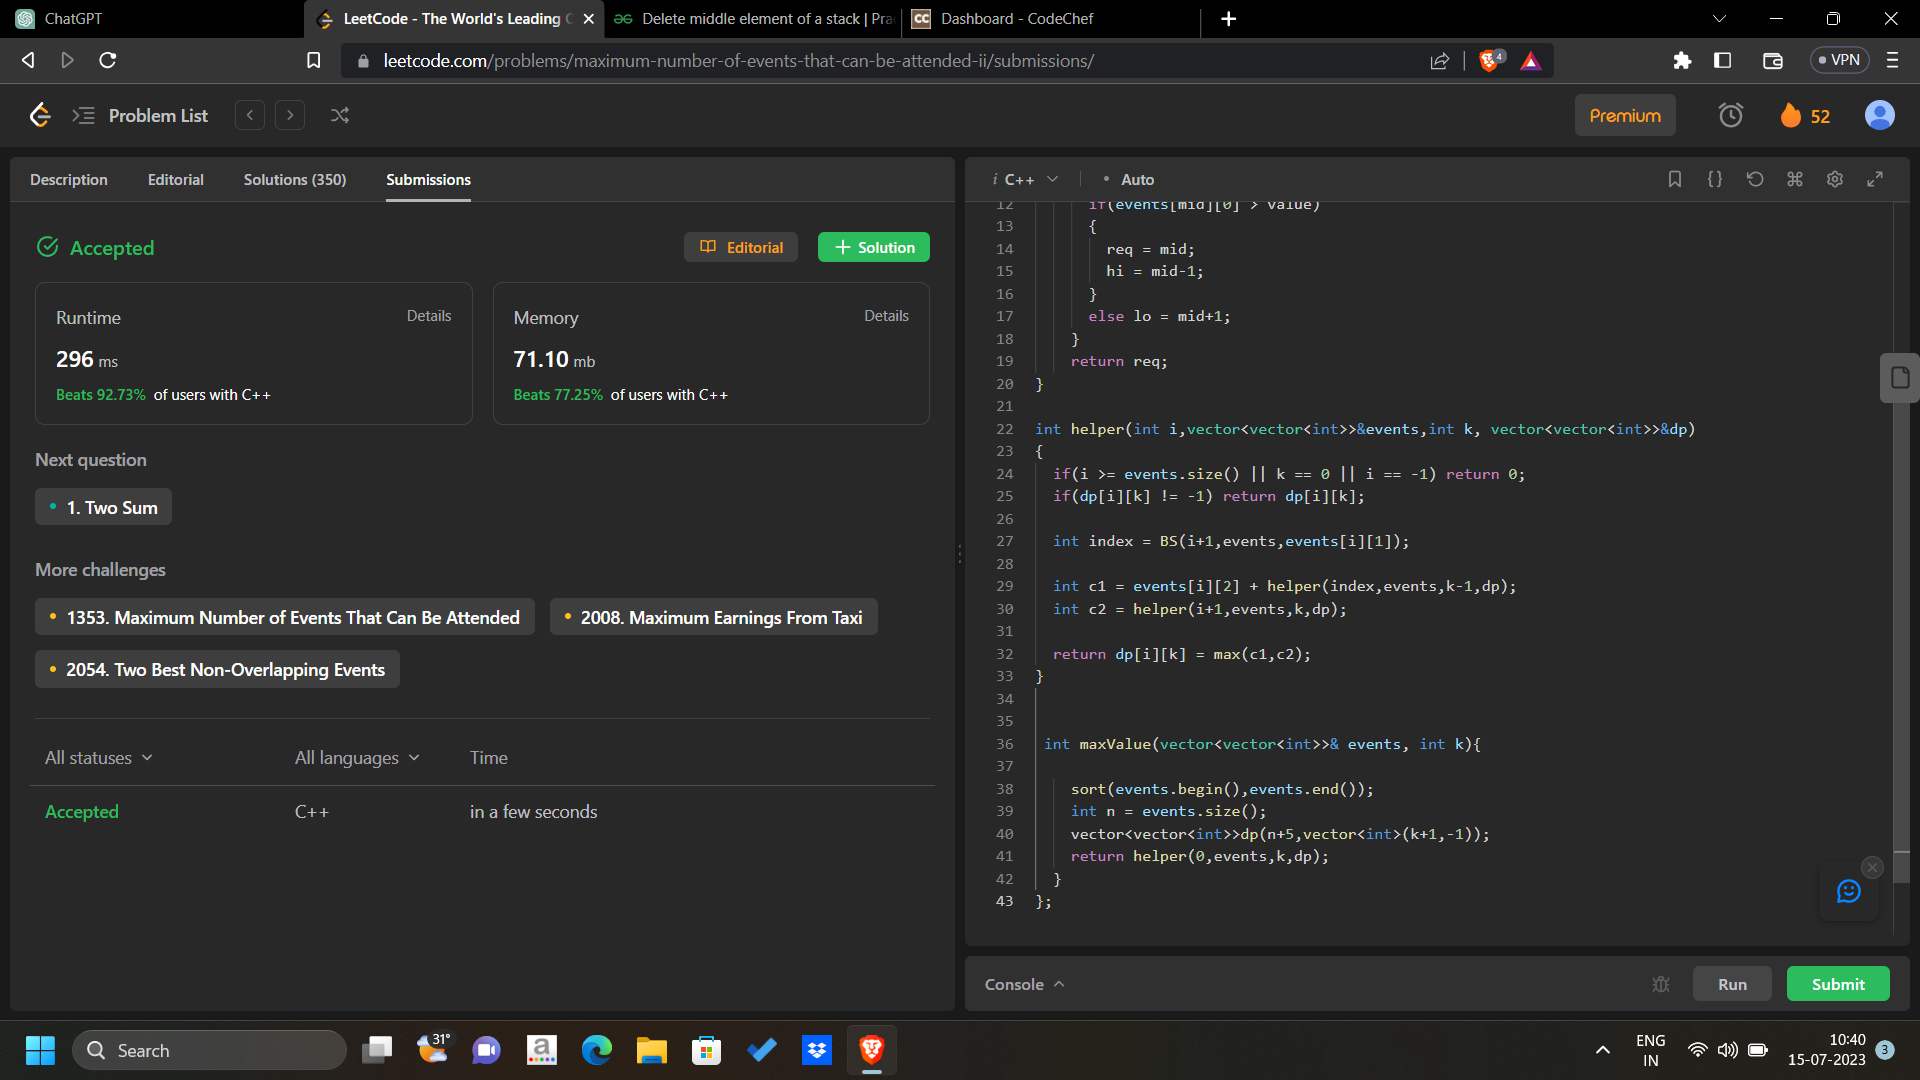 ChatGPT
LeetCode - The World's Leading
Delete middle element of a stack | Pra
CC Dashboard - CodeChef
leetcode.com/problems/maximum-number-of-events-that-can-be-attended-ii/submissions/
4
VPN
Problem List
Premium
52
Description
Editorial
Solutions (350)
Submissions
Accepted
Editorial
Solution
Runtime
Details
296 ms
Beats 92.73% of users with C++
Memory
Details
71.10 mb
Beats 77.25% of users with C++
Next question
1. Two Sum
More challenges
1353. Maximum Number of Events That Can Be Attended
2008. Maximum Earnings From Taxi
2054. Two Best Non-Overlapping Events
All statuses
All languages
Time
Accepted
C++
in a few seconds
i C++
Auto
12 if(events[mid][0] > value)
13 {
14 req = mid;
15 hi = mid-1;
16 }
17 else lo = mid+1;
18 }
19 return req;
20 }
21
22 int helper(int i,vector<vector<int>>&events,int k, vector<vector<int>>&dp)
23 {
24 if(i >= events.size() || k == 0 || i == -1) return 0;
25 if(dp[i][k] != -1) return dp[i][k];
26
27 int index = BS(i+1,events,events[i][1]);
28
29 int c1 = events[i][2] + helper(index,events,k-1,dp);
30 int c2 = helper(i+1,events,k,dp);
31
32 return dp[i][k] = max(c1,c2);
33 }
34
35
36 int maxValue(vector<vector<int>>& events, int k){
37
38 sort(events.begin(),events.end());
39 int n = events.size();
40 vector<vector<int>>dp(n+5,vector<int>(k+1,-1));
41 return helper(0,events,k,dp);
42 }
43 };
Console
Run
Submit
Search
31°
a
ENG
IN
10:40
15-07-2023
3